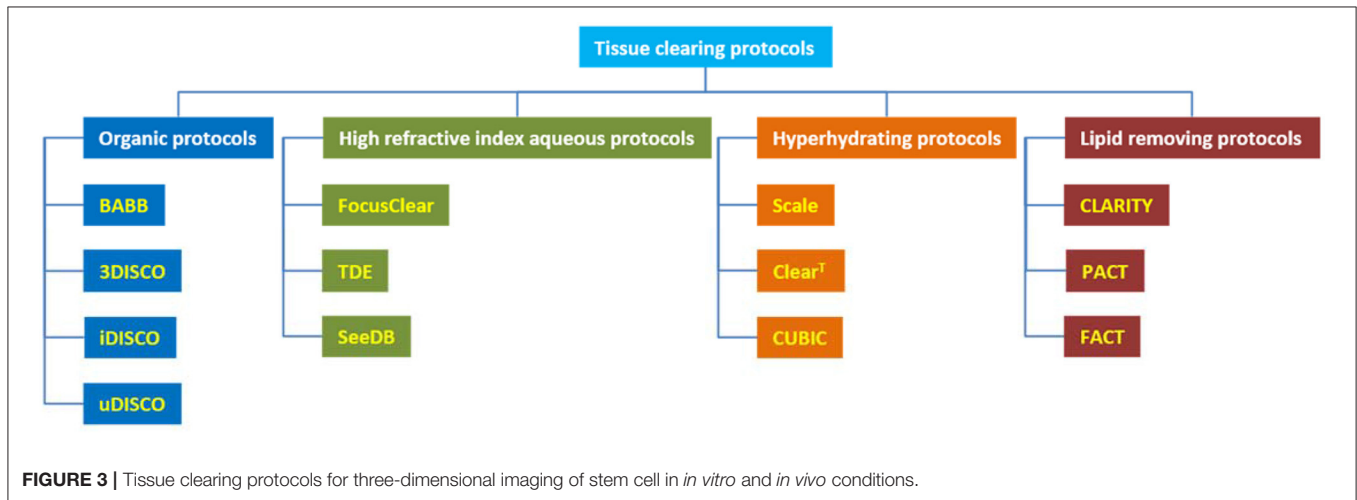 Tissue clearing protocols
Organic protocols
BABB
3DISCO
iDISCO
uDISCO
High refractive index aqueous protocols
FocusClear
TDE
SeeDB
Hyperhydrating protocols
Scale
Clearᵀ
CUBIC
Lipid removing protocols
CLARITY
PACT
FACT
FIGURE 3 | Tissue clearing protocols for three-dimensional imaging of stem cell in in vitro and in vivo conditions.